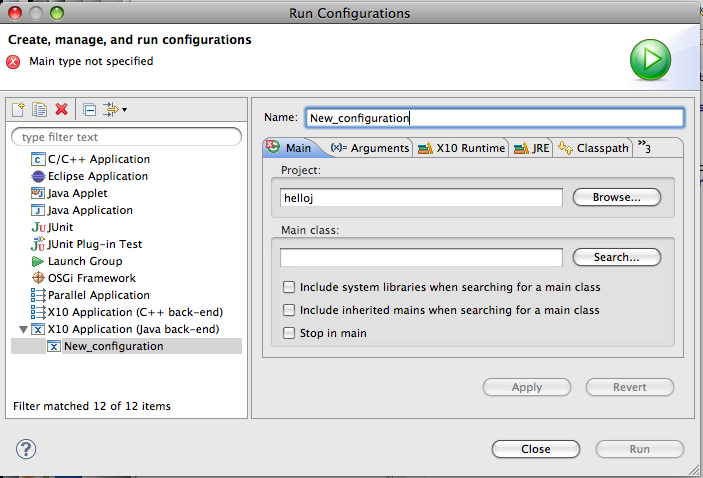 Run Configurations
Create, manage, and run configurations
Main type not specified
type filter text
C/C++ Application
Eclipse Application
Java Applet
Java Application
JUnit
JUnit Plug-in Test
Launch Group
OSGi Framework
Parallel Application
X10 Application (C++ back-end)
X10 Application (Java back-end)
New_configuration
Filter matched 12 of 12 items
Name: New_configuration
Main (x)= Arguments X10 Runtime JRE Classpath »3
Project:
helloj Browse...
Main class:
Search...
Include system libraries when searching for a main class
Include inherited mains when searching for a main class
Stop in main
Apply Revert
? Close Run